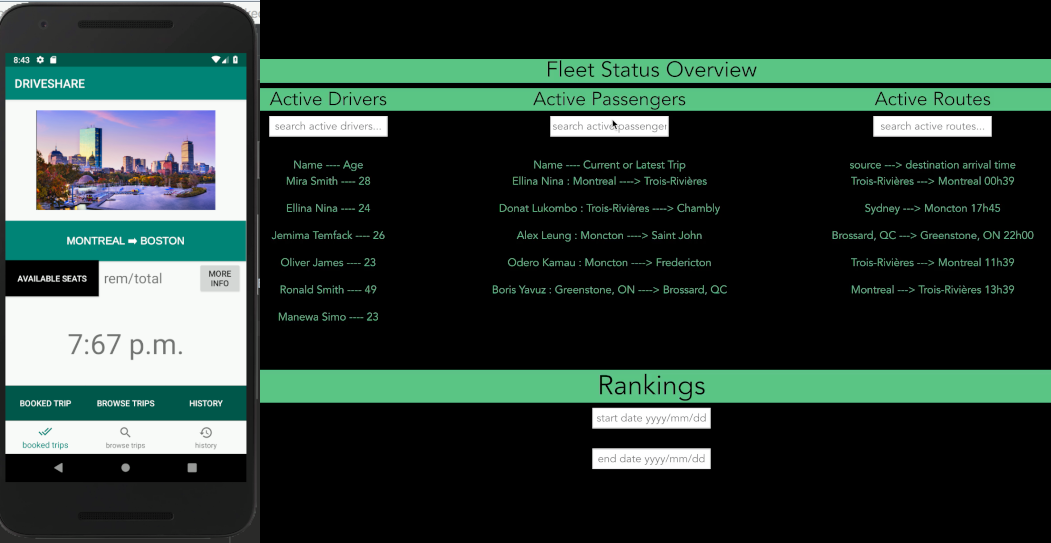 8:43
DRIVESHARE
MONTREAL ➡ BOSTON
AVAILABLE SEATS
rem/total
MORE
INFO
7:67 p.m.
BOOKED TRIP
BROWSE TRIPS
HISTORY
booked trips
browse trips
history
Fleet Status Overview
Active Drivers
search active drivers...
Name ---- Age
Mira Smith ---- 28
Ellina Nina ---- 24
Jemima Temfack ---- 26
Oliver James ---- 23
Ronald Smith ---- 49
Manewa Simo ---- 23
Active Passengers
search active passenger
Name ---- Current or Latest Trip
Ellina Nina : Montreal ----> Trois-Rivières
Donat Lukombo : Trois-Rivières ----> Chambly
Alex Leung : Moncton ----> Saint John
Odero Kamau : Moncton ----> Fredericton
Boris Yavuz : Greenstone, ON ----> Brossard, QC
Active Routes
search active routes...
source ---> destination arrival time
Trois-Rivières ---> Montreal 00h39
Sydney ---> Moncton 17h45
Brossard, QC ---> Greenstone, ON 22h00
Trois-Rivières ---> Montreal 11h39
Montreal ---> Trois-Rivières 13h39
Rankings
start date yyyy/mm/dd
end date yyyy/mm/dd